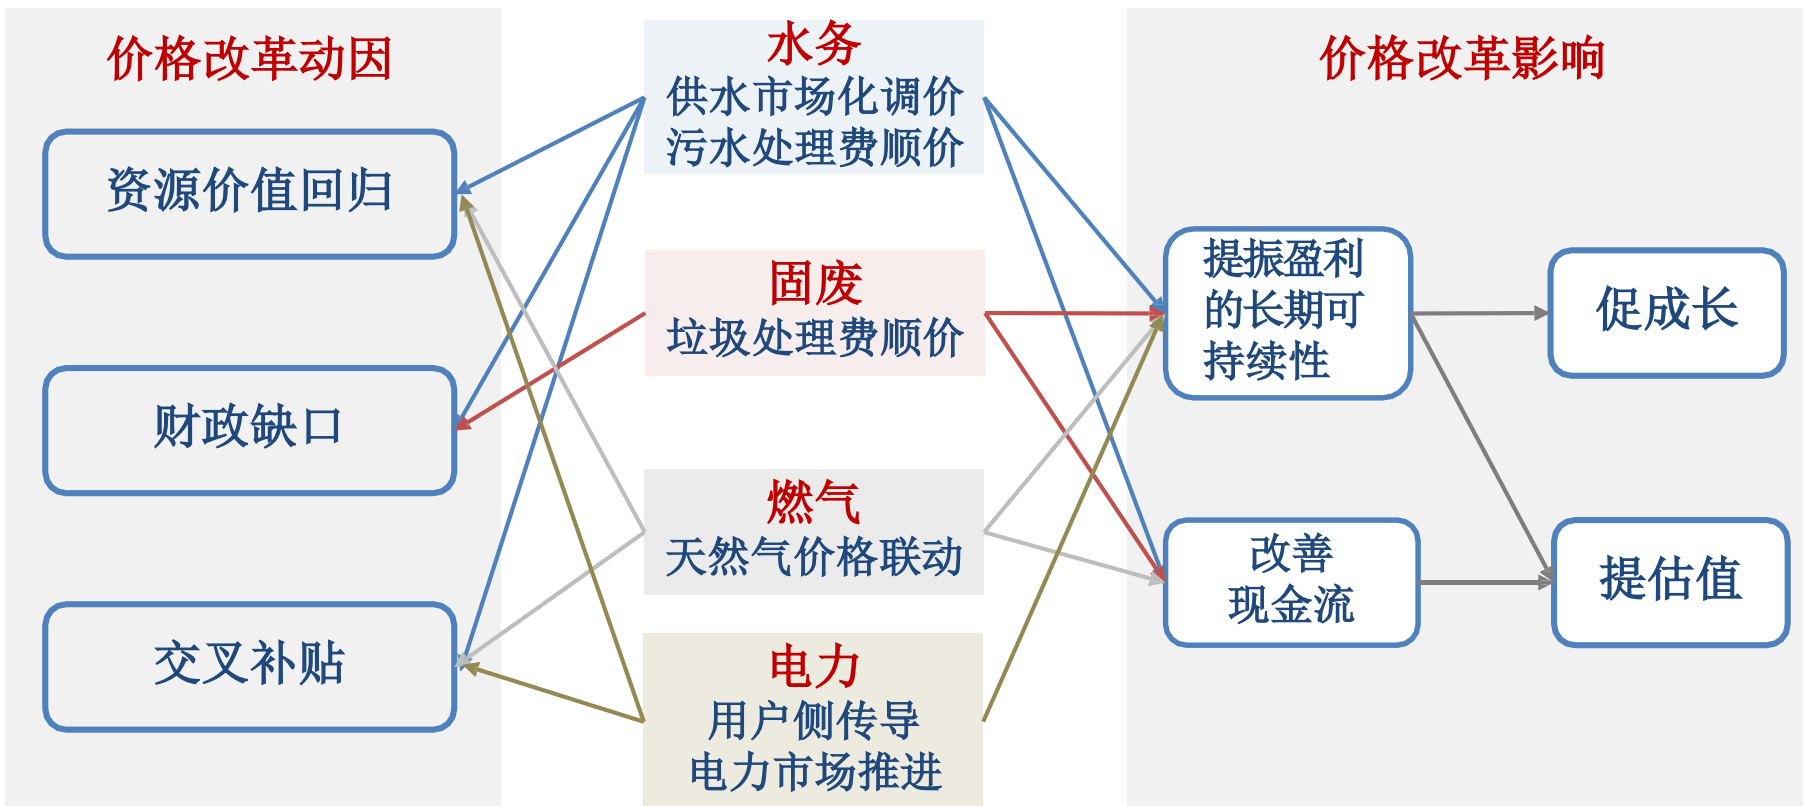 价格改革动因
资源价值回归
财政缺口
交叉补贴
水务
供水市场化调价
污水处理费顺价
固废
垃圾处理费顺价
燃气
天然气价格联动
电力
用户侧传导
电力市场推进
价格改革影响
提振盈利
的长期可
持续性
改善
现金流
促成长
提估值